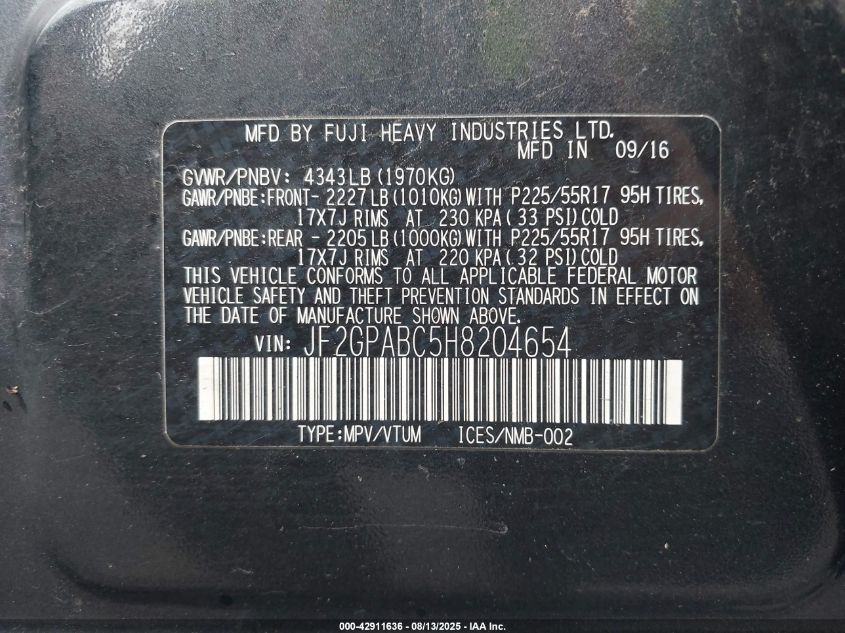 MFD BY FUJI HEAVY INDUSTRIES LTD.
MFD IN 09/16
GVWR/PNBV: 4343LB (1970KG)
GAWR/PNBE:FRONT- 2227 LB (1010KG) WITH P225/55R17 95H TIRES,
17X7J RIMS AT 230 KPA ( 33 PSI) COLD
GAWR/PNBE:REAR - 2205 LB (1000KG) WITH P225/55R17 95H TIRES,
17X7J RIMS AT 220 KPA ( 32 PSI) COLD
THIS VEHICLE CONFORMS TO ALL APPLICABLE FEDERAL MOTOR
VEHICLE SAFETY AND THEFT PREVENTION STANDARDS IN EFFECT ON
THE DATE OF MANUFACTURE SHOWN ABOVE.
VIN: JF2GPABC5H8204654
TYPE:MPV/VTUM ICES/NMB-002
000-42911636 - 08/13/2025 - IAA Inc.